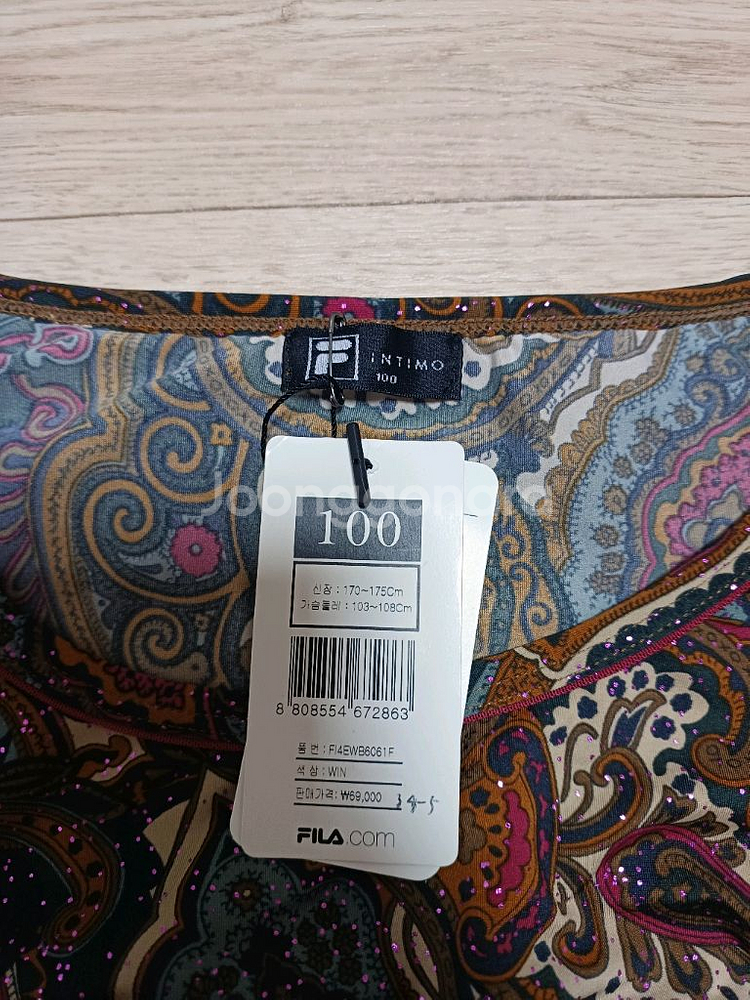 INTIMO
100
Joonggonara
100
신장 : 170~175Cm
가슴둘레 : 103~108Cm
8 808554 672863
품 번 : FI4EWB6061F
색 상 : WIN
판매가격: ₩69,000
FILA.com